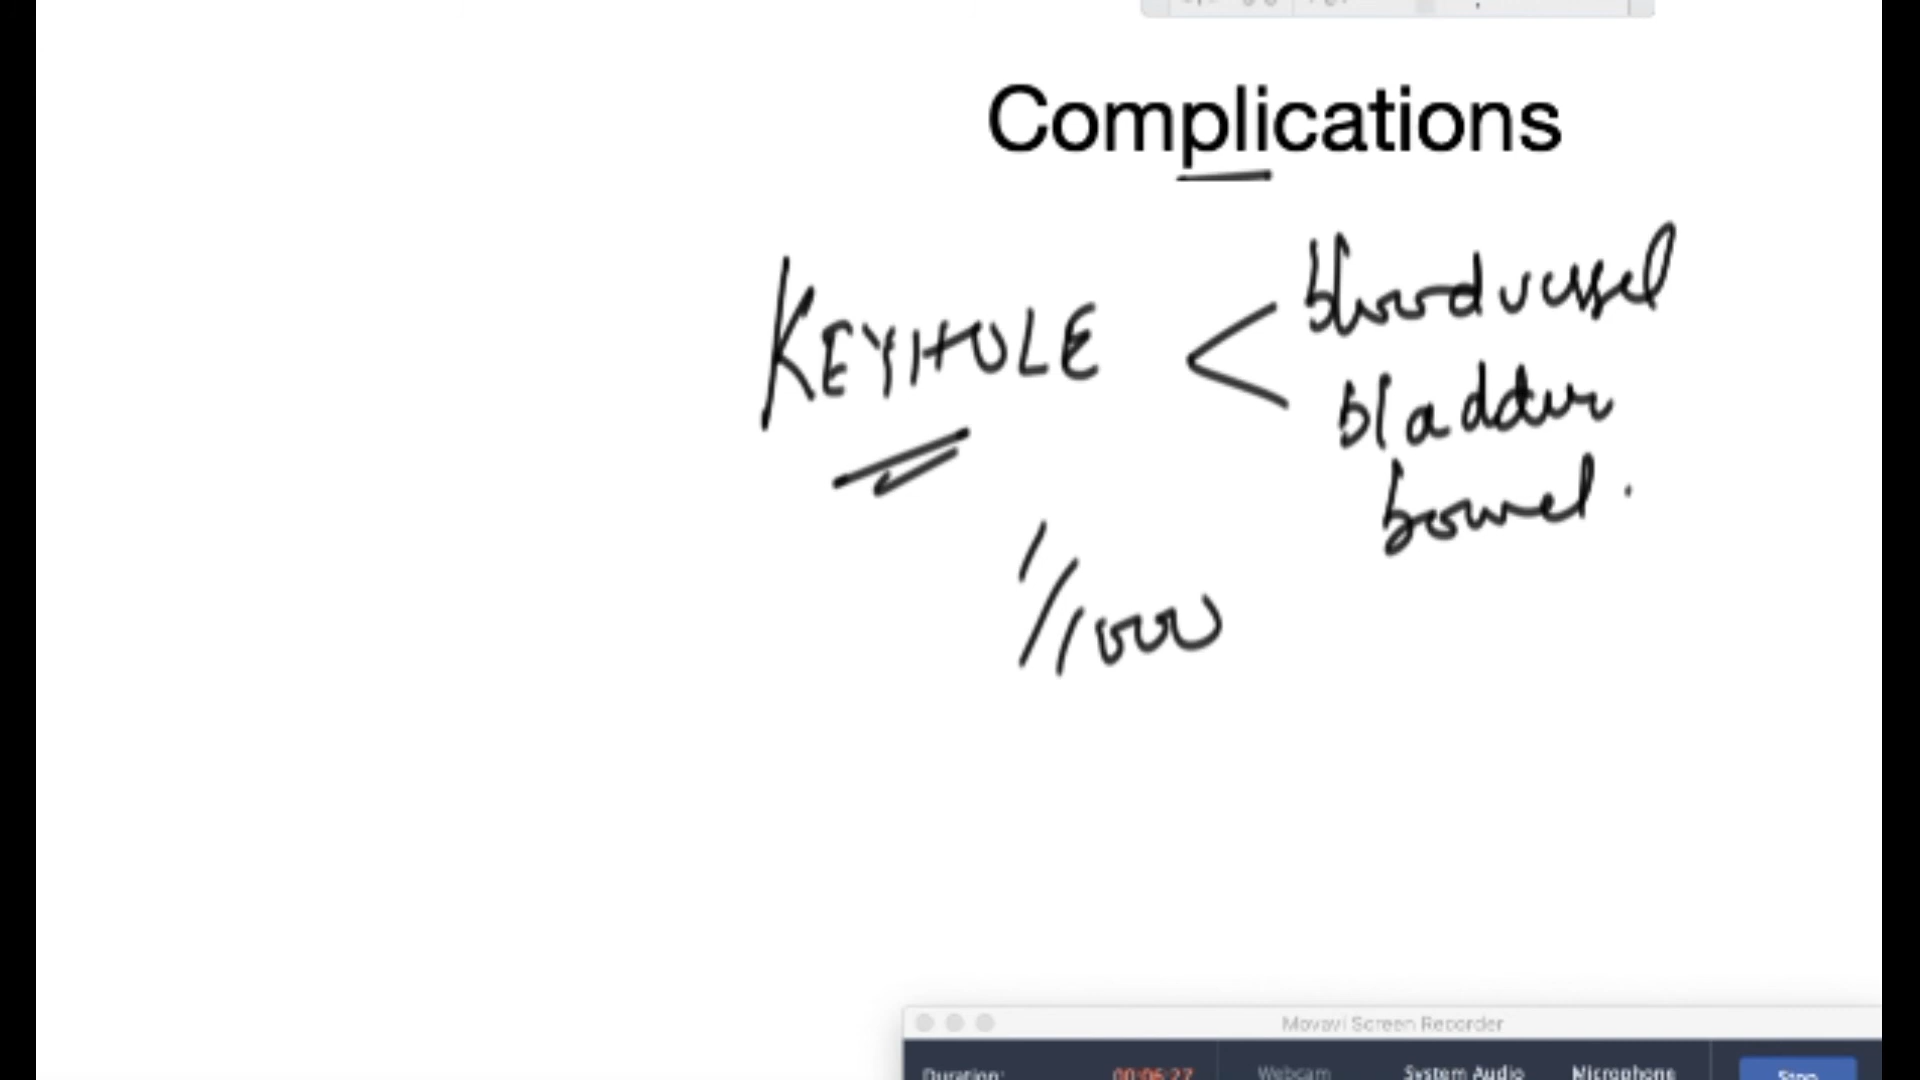 Complications
KEYHOLE < blood vessel
bladder
bowel.
1/1000
Movavi Screen Recorder
Duration: 00:06:27 Webcam System Audio Microphone Stop